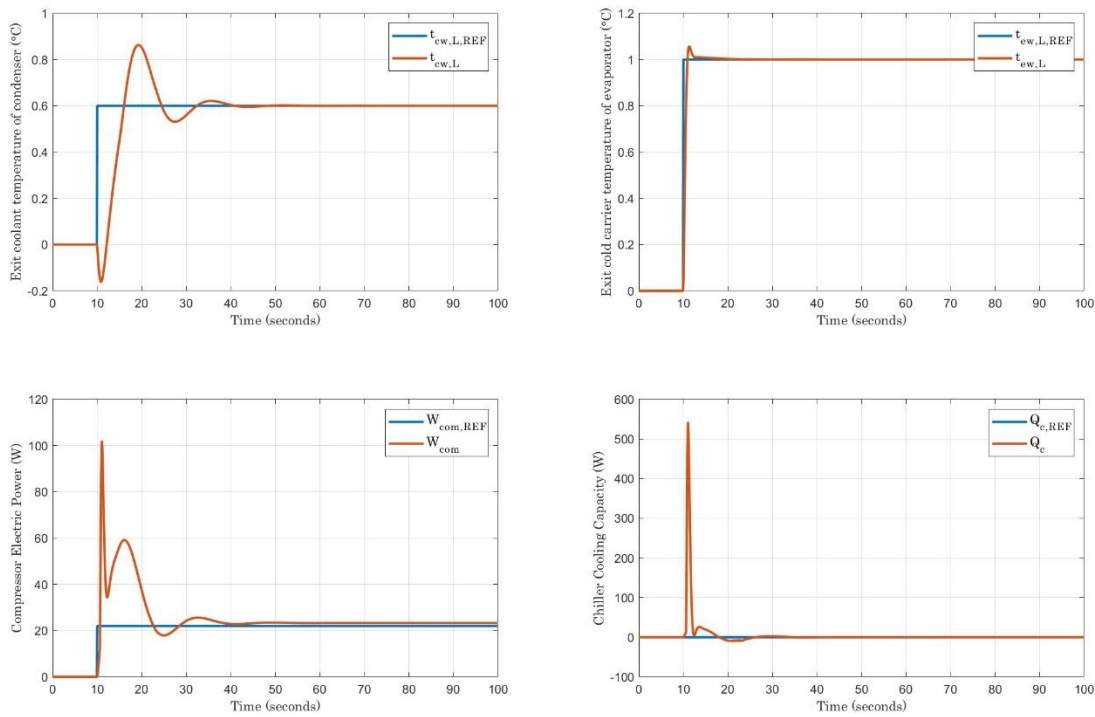 Exit coolant temperature of condenser (°C)
1
0.8
0.6
0.4
0.2
0
-0.2
t_cw,L,REF
t_cw,L
0 10 20 30 40 50 60 70 80 90 100
Time (seconds)
Exit cold carrier temperature of evaporator (°C)
1.2
1
0.8
0.6
0.4
0.2
0
t_ew,L,REF
t_ew,L
0 10 20 30 40 50 60 70 80 90 100
Time (seconds)
Compressor Electric Power (W)
120
100
80
60
40
20
0
W_com,REF
W_com
0 10 20 30 40 50 60 70 80 90 100
Time (seconds)
Chiller Cooling Capacity (W)
600
500
400
300
200
100
0
-100
Q_c,REF
Q_c
0 10 20 30 40 50 60 70 80 90 100
Time (seconds)